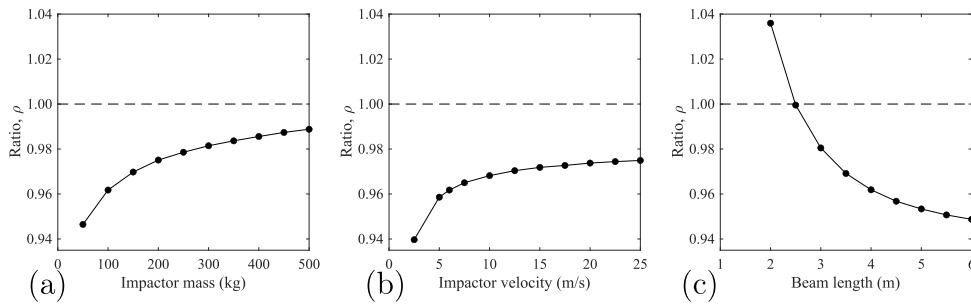 1.04
1.02
1.00
0.98
0.96
0.94
Ratio, ρ
0 100 200 300 400 500
(a) Impactor mass (kg)
1.04
1.02
1.00
0.98
0.96
0.94
Ratio, ρ
0 5 10 15 20 25
(b) Impactor velocity (m/s)
1.04
1.02
1.00
0.98
0.96
0.94
Ratio, ρ
1 2 3 4 5 6
(c) Beam length (m)